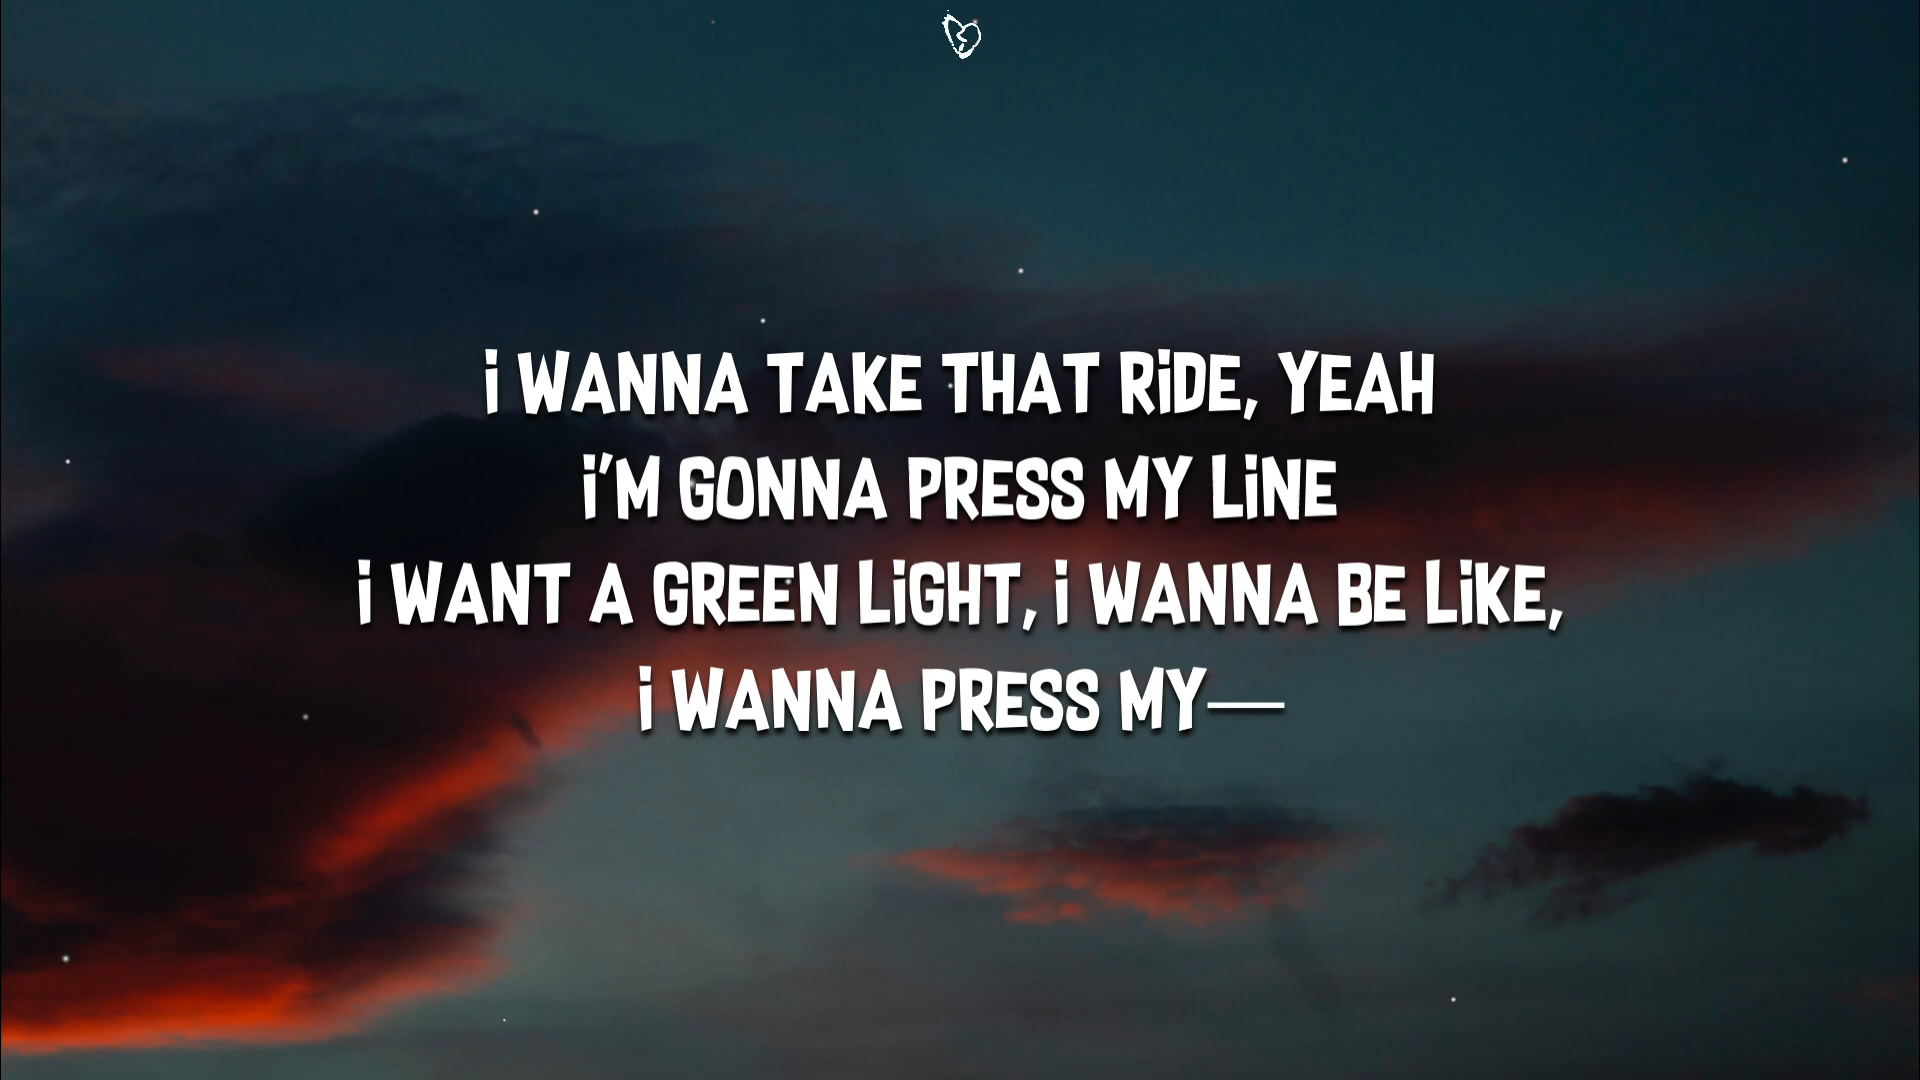 i WANNA TAKE THAT RiDE, YEAH
i'M GONNA PRESS MY LiNE
i WANT A GREEN LiGHT, i WANNA BE LiKE,
i WANNA PRESS MY—